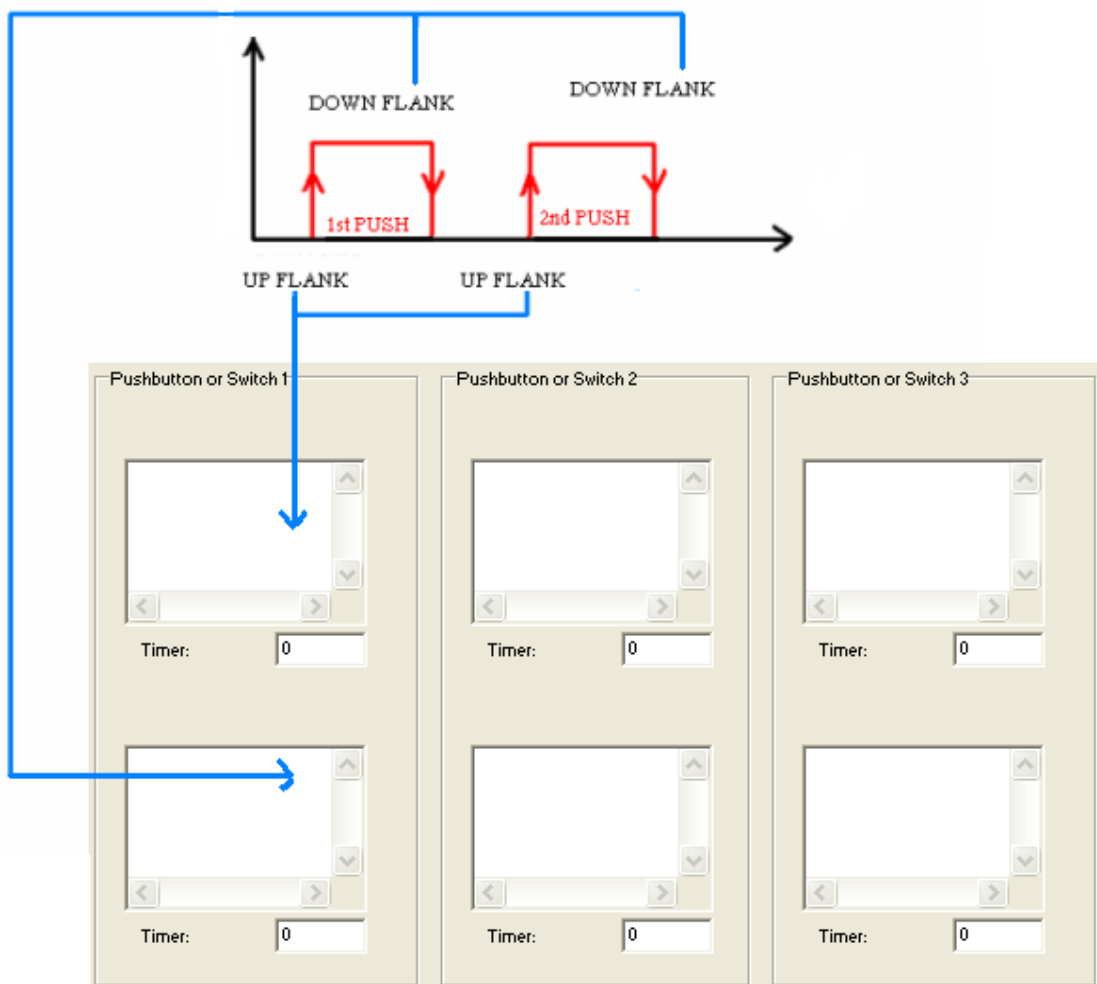 DOWN FLANK
DOWN FLANK
1st PUSH
2nd PUSH
UP FLANK
UP FLANK
Pushbutton or Switch 1
Pushbutton or Switch 2
Pushbutton or Switch 3
Timer:
0
Timer:
0
Timer:
0
Timer:
0
Timer:
0
Timer:
0